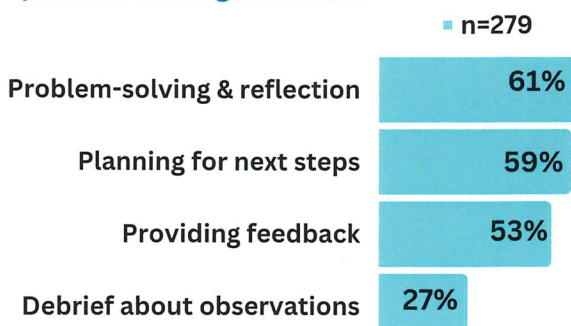 n=279
Problem-solving & reflection 61%
Planning for next steps 59%
Providing feedback 53%
Debrief about observations 27%